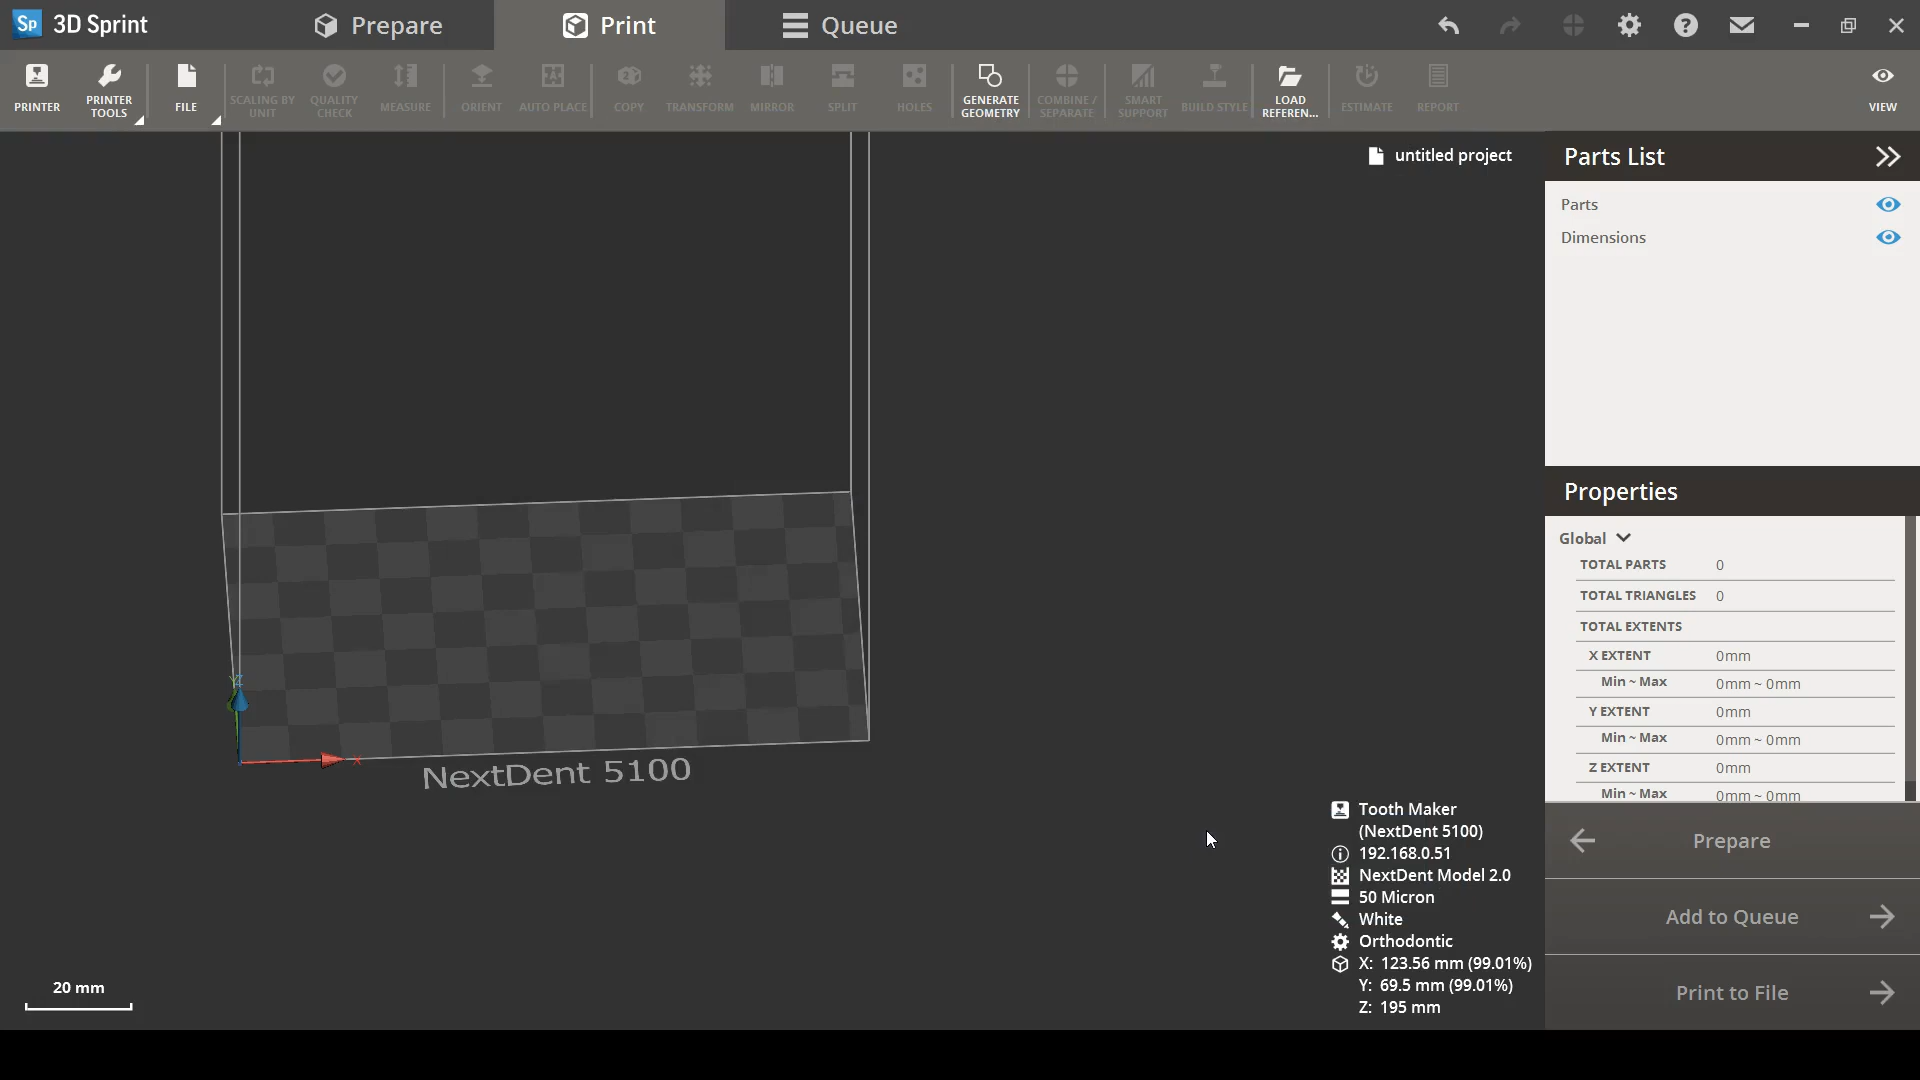 Sp 3D Sprint
Prepare
Print
Queue
PRINTER
PRINTER TOOLS
FILE
SCALING BY UNIT
QUALITY CHECK
MEASURE
ORIENT
AUTO PLACE
COPY
TRANSFORM
MIRROR
SPLIT
HOLES
GENERATE GEOMETRY
COMBINE / SEPARATE
SMART SUPPORT
BUILD STYLE
LOAD REFEREN...
ESTIMATE
REPORT
VIEW
untitled project
Parts List
Parts
Dimensions
Properties
Global
TOTAL PARTS 0
TOTAL TRIANGLES 0
TOTAL EXTENTS
X EXTENT 0mm
Min ~ Max 0mm ~ 0mm
Y EXTENT 0mm
Min ~ Max 0mm ~ 0mm
Z EXTENT 0mm
Min ~ Max 0mm ~ 0mm
YZ
X
NextDent 5100
Tooth Maker
(NextDent 5100)
192.168.0.51
NextDent Model 2.0
50 Micron
White
Orthodontic
X: 123.56 mm (99.01%)
Y: 69.5 mm (99.01%)
Z: 195 mm
Prepare
Add to Queue
Print to File
20 mm